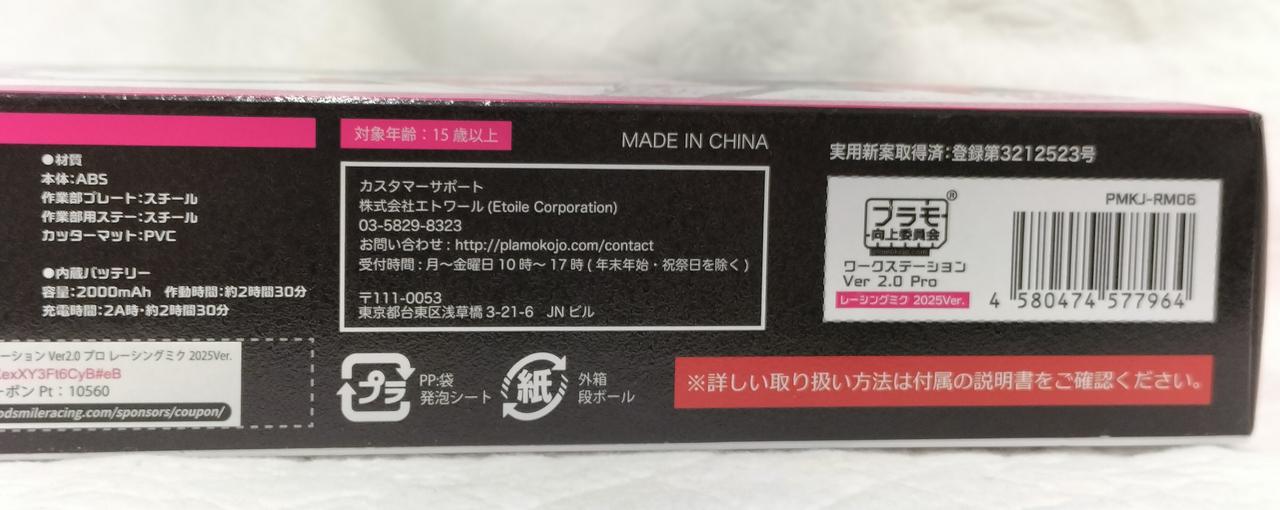 ●材質
本体:ABS
作業部プレート:スチール
作業部用ステー:スチール
カッターマット:PVC
●内蔵バッテリー
容量:2000mAh 作動時間:約2時間30分
充電時間:2A時・約2時間30分
ーション Ver2.0 プロ レーシングミク 2025Ver.
exXY3Ft6CyB#eB
ーポン Pt：10560
odsmileracing.com/sponsors/coupon/
対象年齢：15 歳以上
MADE IN CHINA
カスタマーサポート
株式会社エトワール (Etoile Corporation)
03-5829-8323
お問い合わせ : http://plamokojo.com/contact
受付時間 : 月〜金曜日 10 時〜 17 時 ( 年末年始・祝祭日を除く )
〒111-0053
東京都台東区浅草橋 3-21-6 JN ビル
プラ
PP:袋
発泡シート
紙
外箱
段ボール
実用新案取得済:登録第3212523号
プラモ®
向上委員会
ワークステーション
Ver 2.0 Pro
レーシングミク 2025Ver.
PMKJ-RM06
4 580474 577964
※詳しい取り扱い方法は付属の説明書をご確認ください。